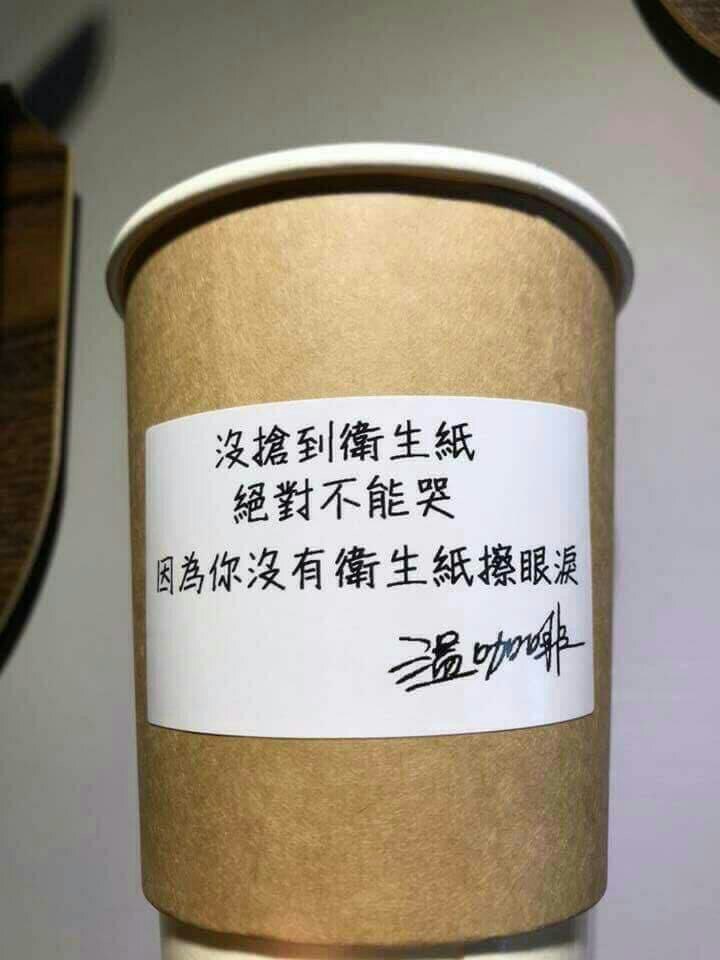 沒搶到衛生紙
絕對不能哭
因為你沒有衛生紙擦眼淚
溫咖啡